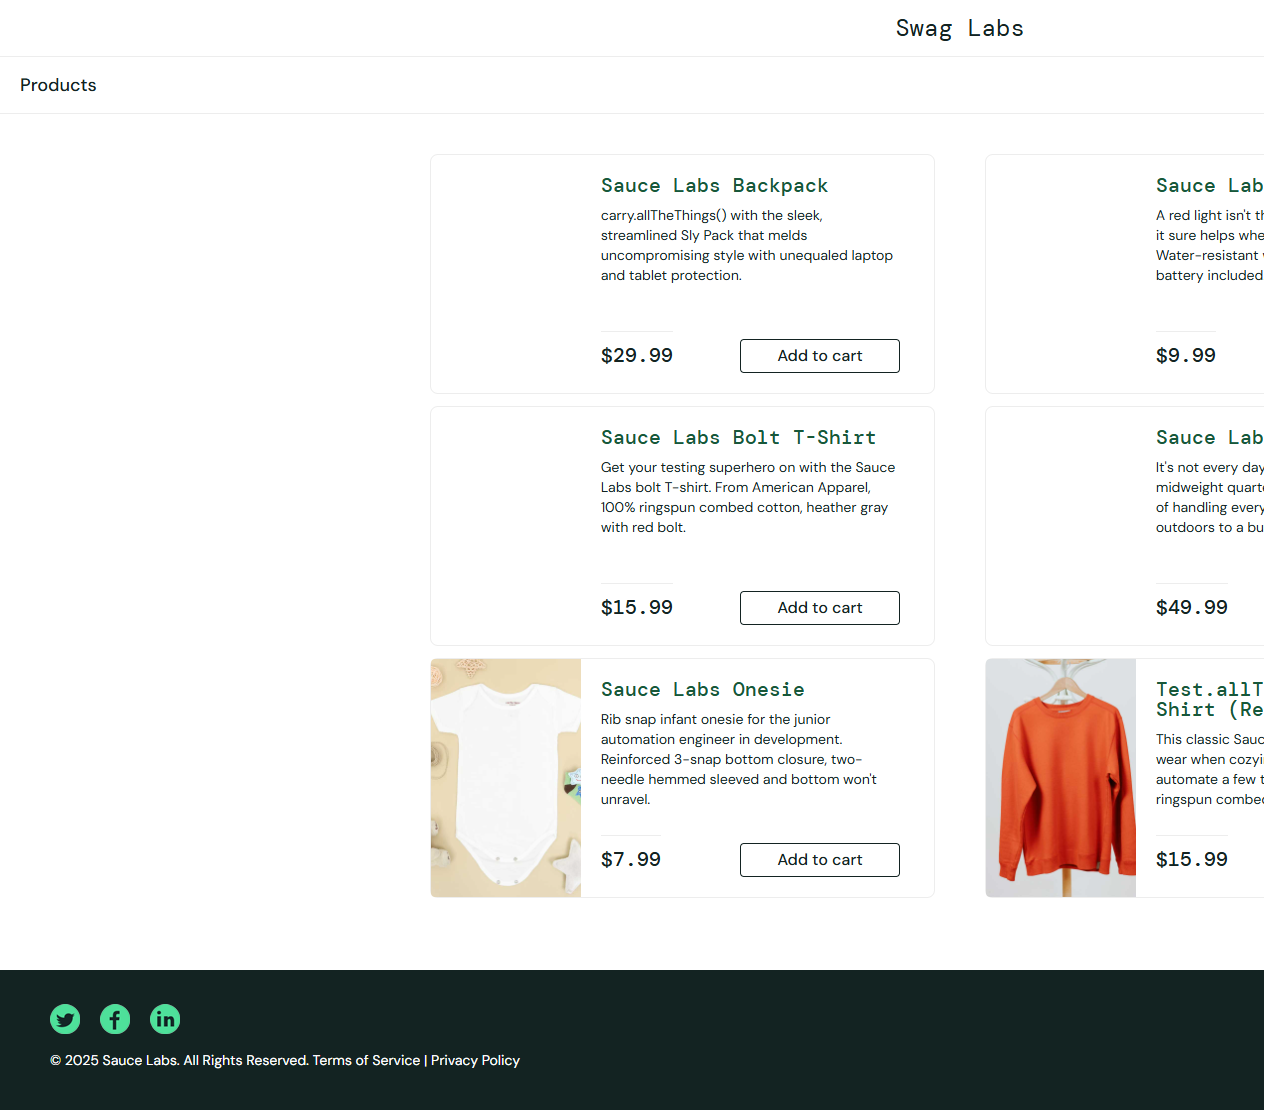 Swag Labs
Products
Sauce Labs Backpack
carry.allTheThings() with the sleek,
streamlined Sly Pack that melds
uncompromising style with unequaled laptop
and tablet protection.
$29.99
Add to cart
Sauce Lab
A red light isn't th
it sure helps whe
Water-resistant
battery included
$9.99
Sauce Labs Bolt T-Shirt
Get your testing superhero on with the Sauce
Labs bolt T-shirt. From American Apparel,
100% ringspun combed cotton, heather gray
with red bolt.
$15.99
Add to cart
Sauce Lab
It's not every day
midweight quarte
of handling every
outdoors to a bu
$49.99
Sauce Labs Onesie
Rib snap infant onesie for the junior
automation engineer in development.
Reinforced 3-snap bottom closure, two-
needle hemmed sleeved and bottom won't
unravel.
$7.99
Add to cart
Test.allT
Shirt (Re
This classic Sauc
wear when cozyi
automate a few t
ringspun combed
$15.99
© 2025 Sauce Labs. All Rights Reserved. Terms of Service | Privacy Policy